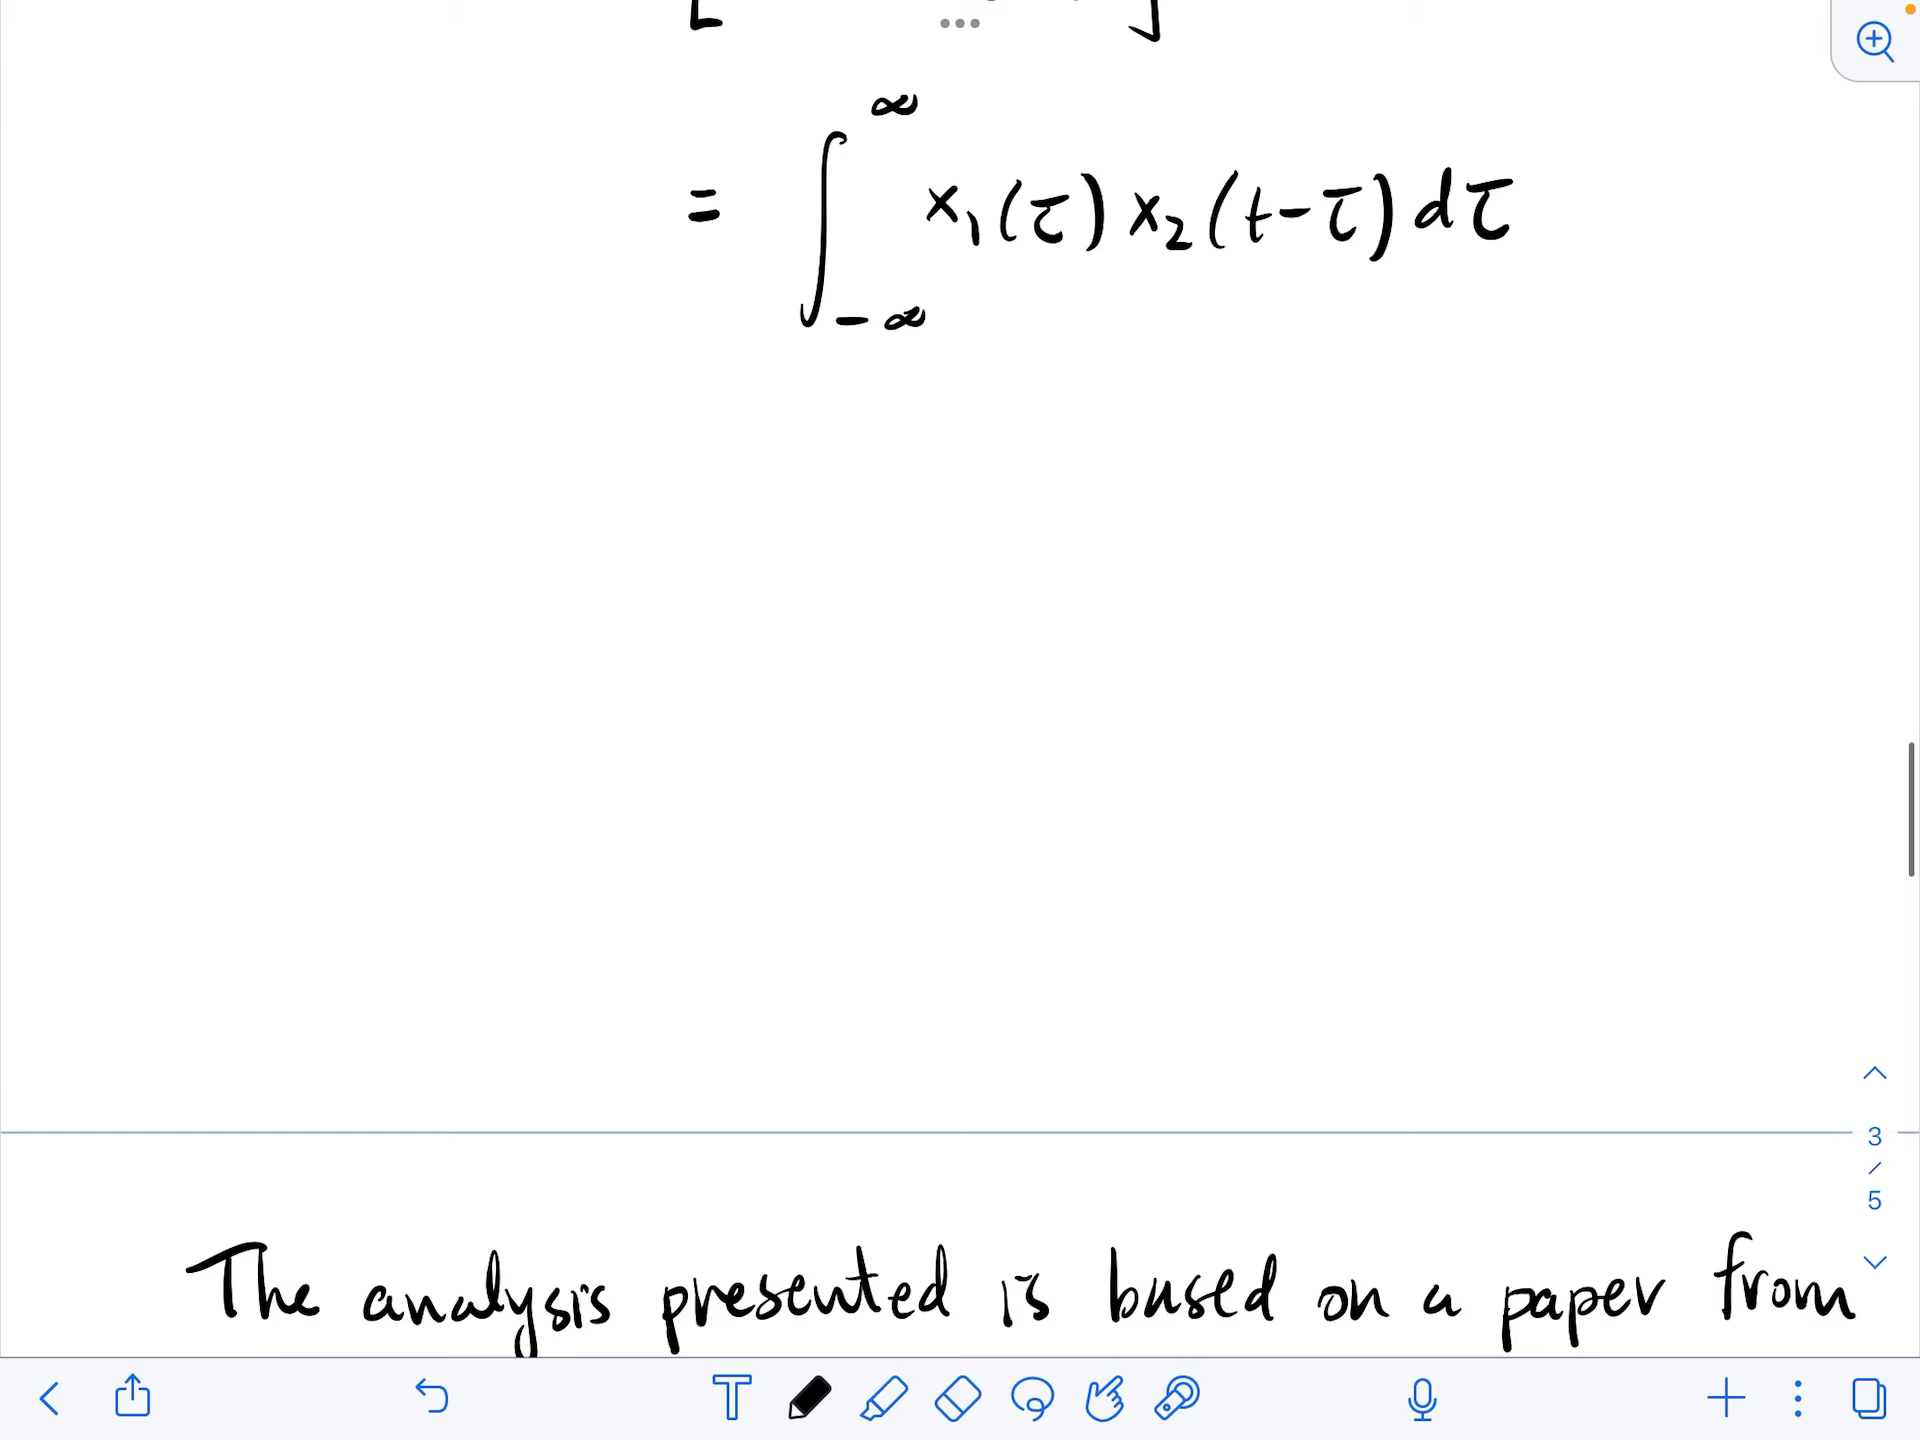 = ∫_{-∞}^{∞} x₁(τ) x₂(t-τ) dτ
3
/
5
The analysis presented is based on a paper from